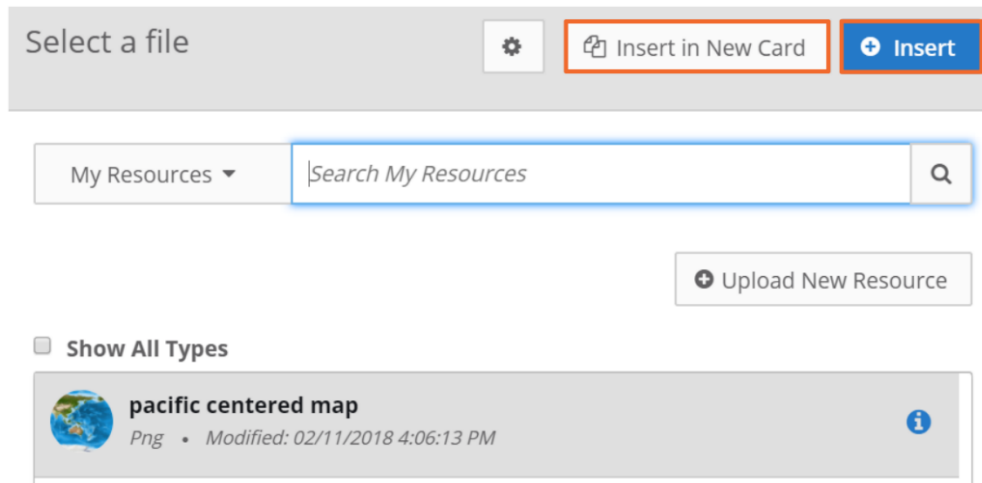 Select a file
Insert in New Card
Insert
My Resources
Search My Resources
Upload New Resource
Show All Types
pacific centered map
Png • Modified: 02/11/2018 4:06:13 PM